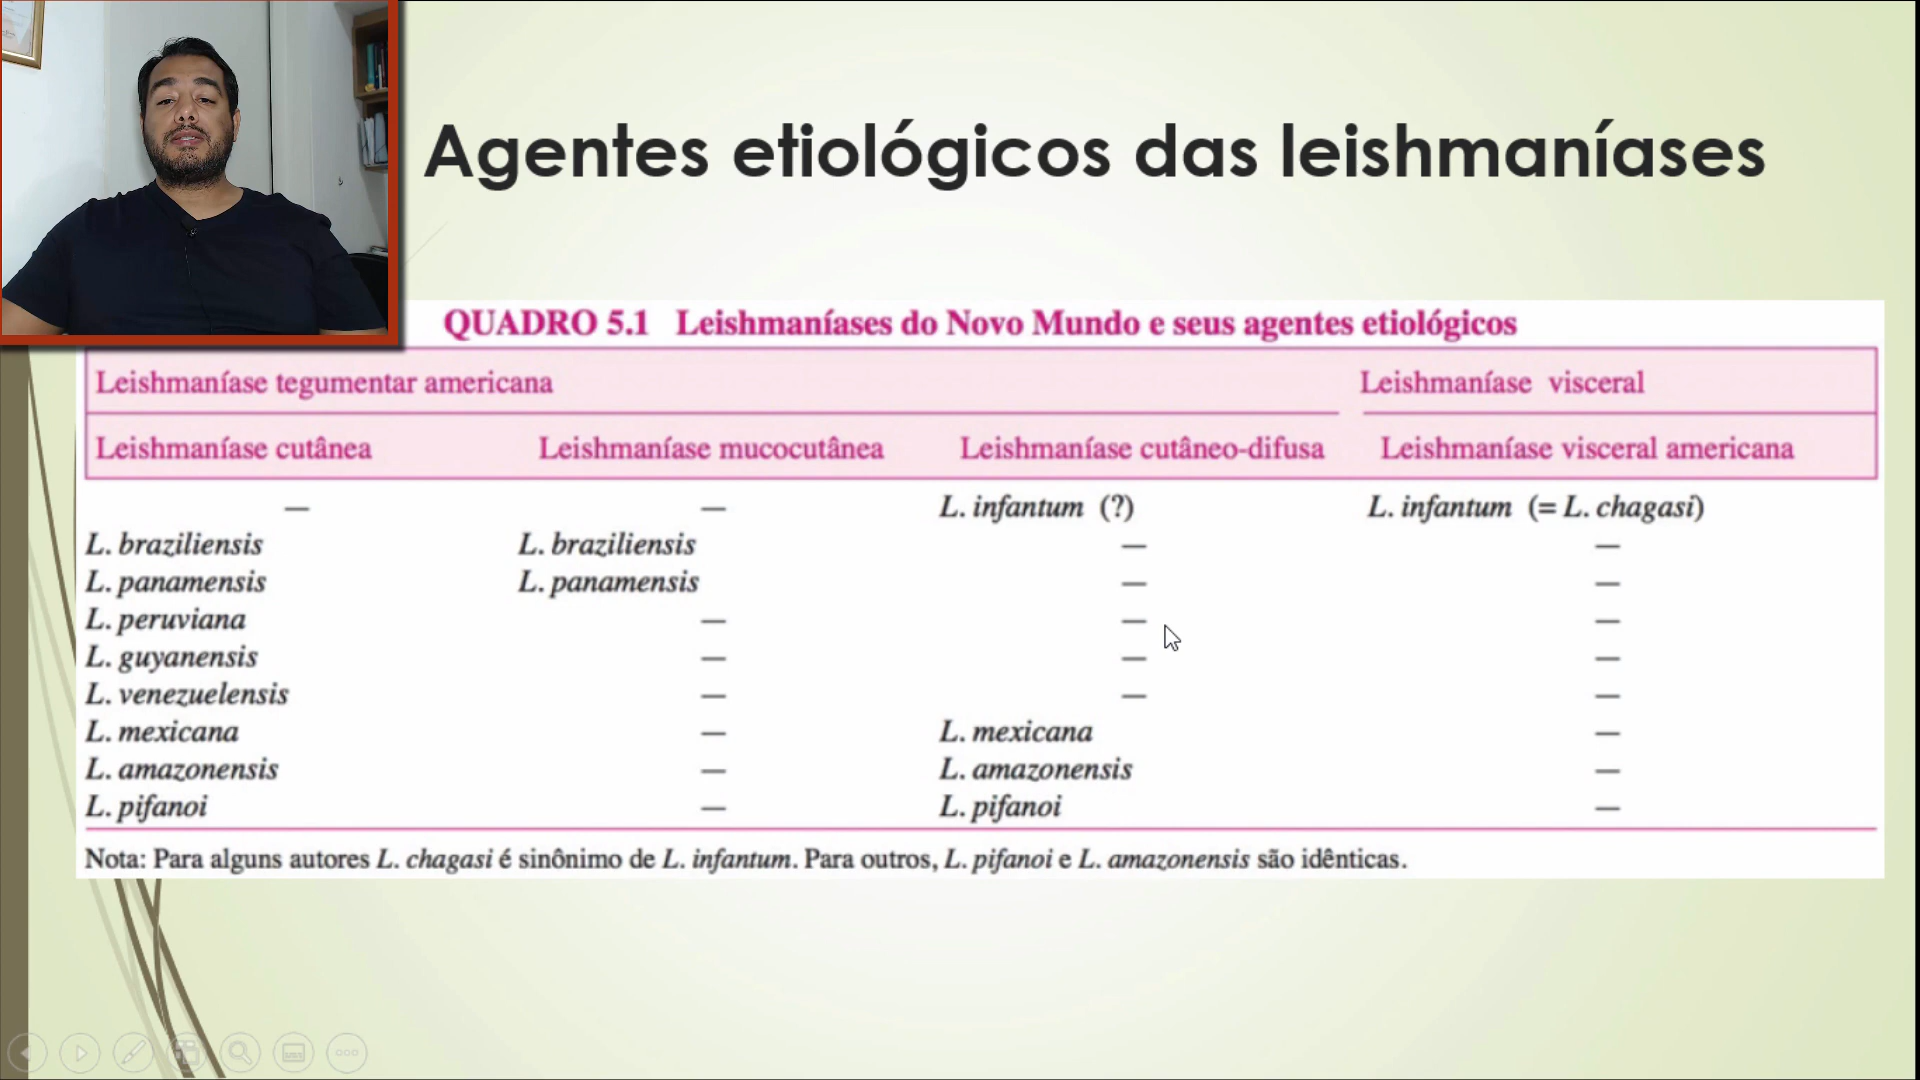 Agentes etiológicos das leishmaníases
QUADRO 5.1 Leishmaníases do Novo Mundo e seus agentes etiológicos
Leishmaníase tegumentar americana Leishmaníase visceral
Leishmaníase cutânea Leishmaníase mucocutânea Leishmaníase cutâneo-difusa Leishmaníase visceral americana
— — L. infantum (?) L. infantum (= L. chagasi)
L. braziliensis L. braziliensis — —
L. panamensis L. panamensis — —
L. peruviana — — —
L. guyanensis — — —
L. venezuelensis — — —
L. mexicana — L. mexicana —
L. amazonensis — L. amazonensis —
L. pifanoi — L. pifanoi —
Nota: Para alguns autores L. chagasi é sinônimo de L. infantum. Para outros, L. pifanoi e L. amazonensis são idênticas.